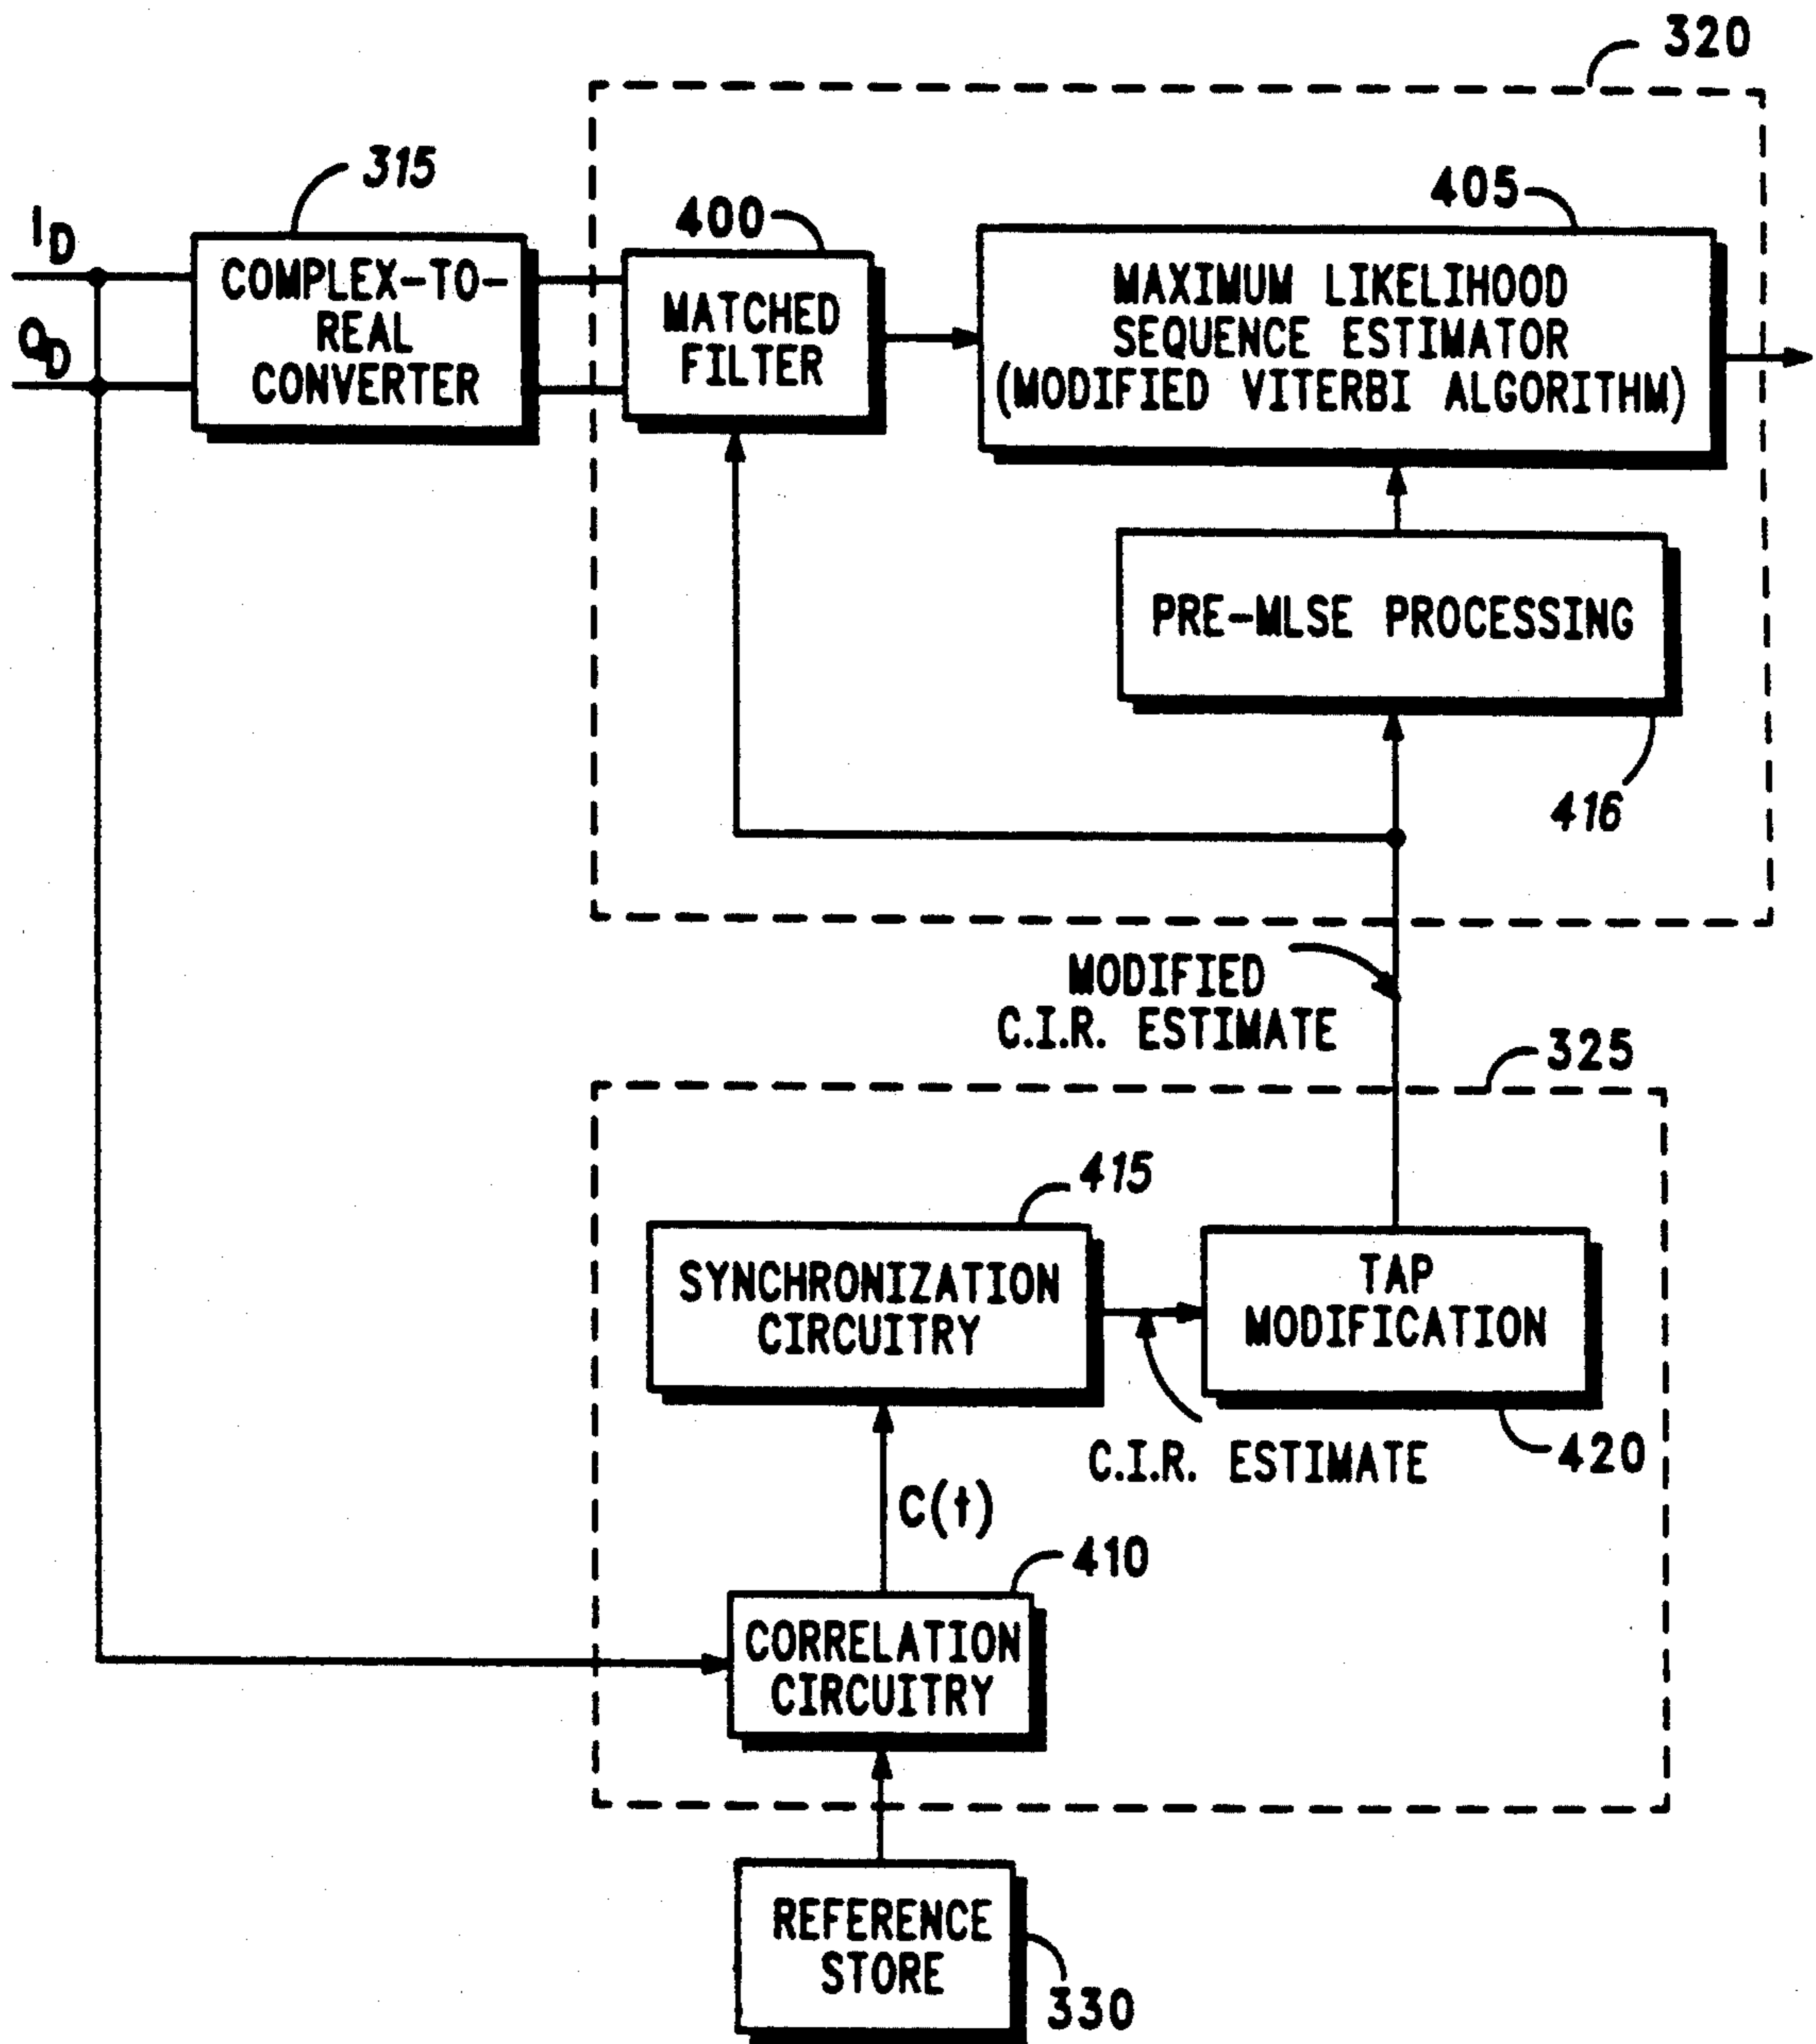 320
315
405
400
I_D
COMPLEX-TO-
REAL
CONVERTER
Q_D
MATCHED
FILTER
MAXIMUM LIKELIHOOD
SEQUENCE ESTIMATOR
(MODIFIED VITERBI ALGORITHM)
PRE-MLSE PROCESSING
416
MODIFIED
C.I.R. ESTIMATE
325
415
SYNCHRONIZATION
CIRCUITRY
TAP
MODIFICATION
C.I.R. ESTIMATE
420
C(t)
410
CORRELATION
CIRCUITRY
REFERENCE
STORE
330